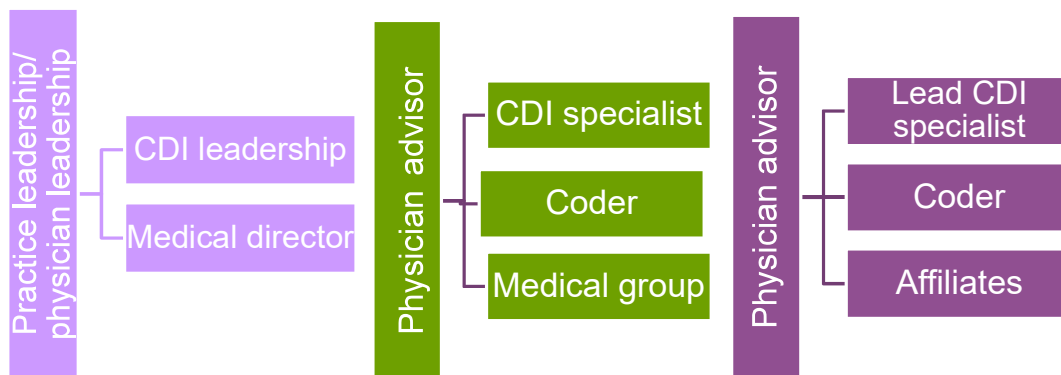 Practice leadership/
physician leadership
CDI leadership
Medical director
Physician advisor
CDI specialist
Coder
Medical group
Physician advisor
Lead CDI
specialist
Coder
Affiliates